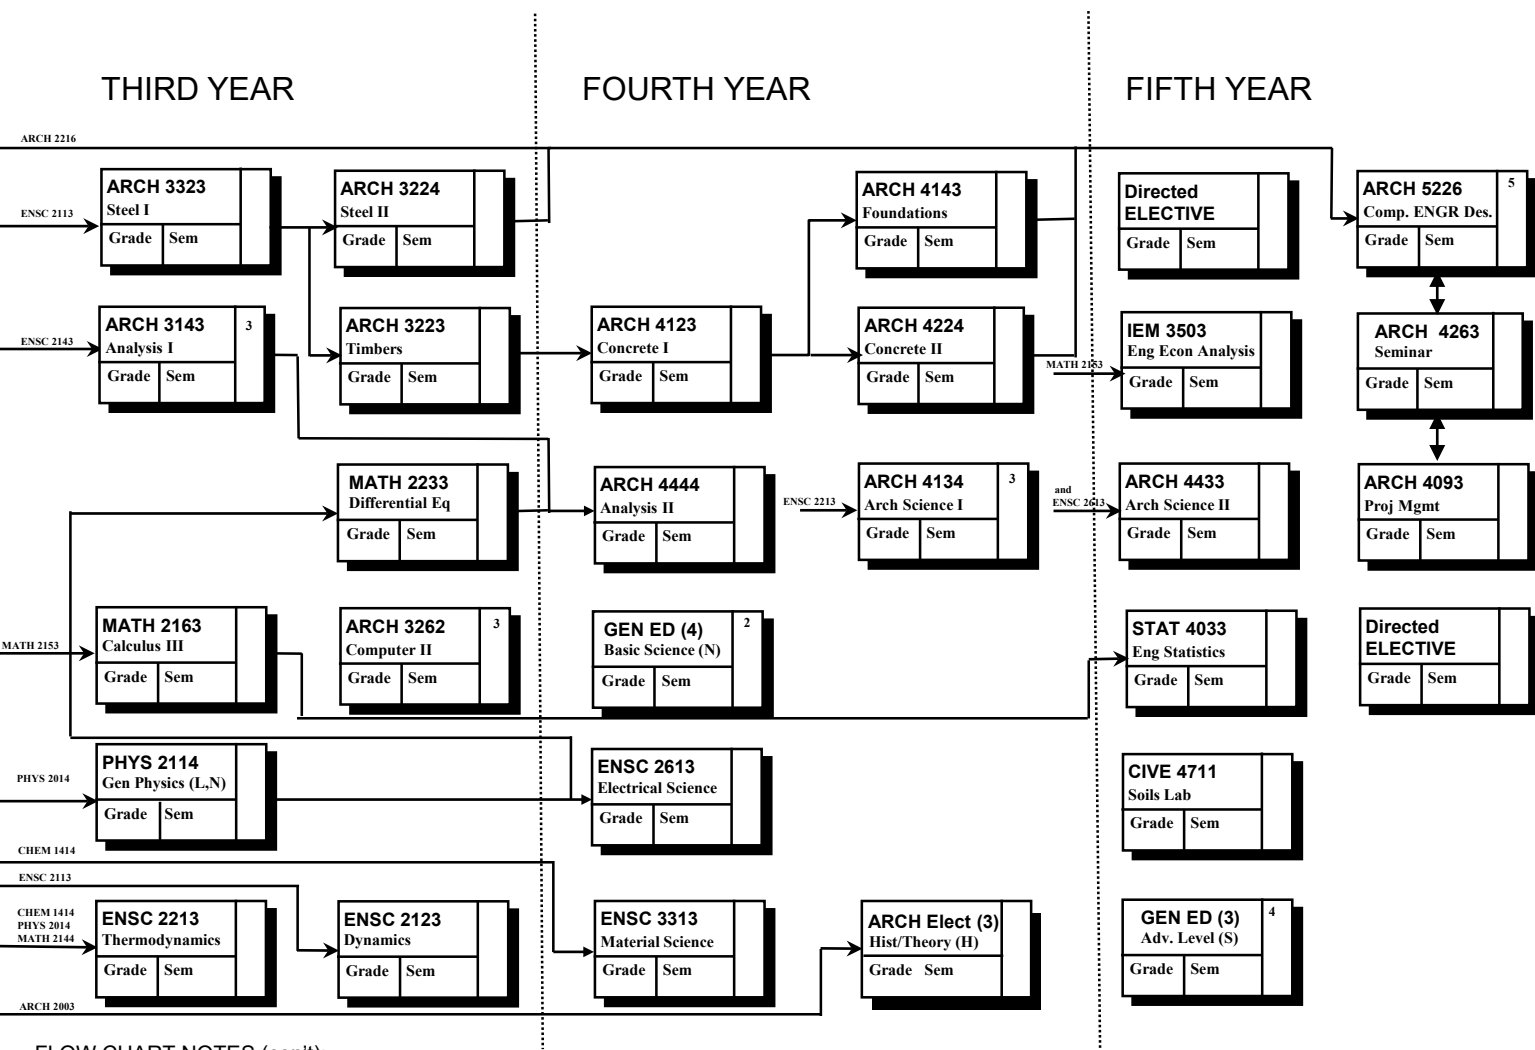 THIRD YEAR
FOURTH YEAR
FIFTH YEAR
ARCH 2216
ENSC 2113
ARCH 3323
Steel I
Grade Sem
ARCH 3224
Steel II
Grade Sem
ARCH 4143
Foundations
Grade Sem
Directed
ELECTIVE
Grade Sem
ARCH 5226
5
Comp. ENGR Des.
Grade Sem
ENSC 2143
ARCH 3143
3
Analysis I
Grade Sem
ARCH 3223
Timbers
Grade Sem
ARCH 4123
Concrete I
Grade Sem
ARCH 4224
Concrete II
Grade Sem
MATH 2153
IEM 3503
Eng Econ Analysis
Grade Sem
ARCH 4263
Seminar
Grade Sem
MATH 2233
Differential Eq
Grade Sem
ARCH 4444
Analysis II
Grade Sem
ENSC 2213
ARCH 4134
3
Arch Science I
Grade Sem
and
ENSC 2613
ARCH 4433
Arch Science II
Grade Sem
ARCH 4093
Proj Mgmt
Grade Sem
MATH 2153
MATH 2163
Calculus III
Grade Sem
ARCH 3262
3
Computer II
Grade Sem
GEN ED (4)
2
Basic Science (N)
Grade Sem
STAT 4033
Eng Statistics
Grade Sem
Directed
ELECTIVE
Grade Sem
PHYS 2014
PHYS 2114
Gen Physics (L,N)
Grade Sem
ENSC 2613
Electrical Science
Grade Sem
CIVE 4711
Soils Lab
Grade Sem
CHEM 1414
ENSC 2113
CHEM 1414
PHYS 2014
MATH 2144
ENSC 2213
Thermodynamics
Grade Sem
ENSC 2123
Dynamics
Grade Sem
ENSC 3313
Material Science
Grade Sem
ARCH Elect (3)
Hist/Theory (H)
Grade Sem
GEN ED (3)
4
Adv. Level (S)
Grade Sem
ARCH 2003
FLOW CHART NOTES (con't):